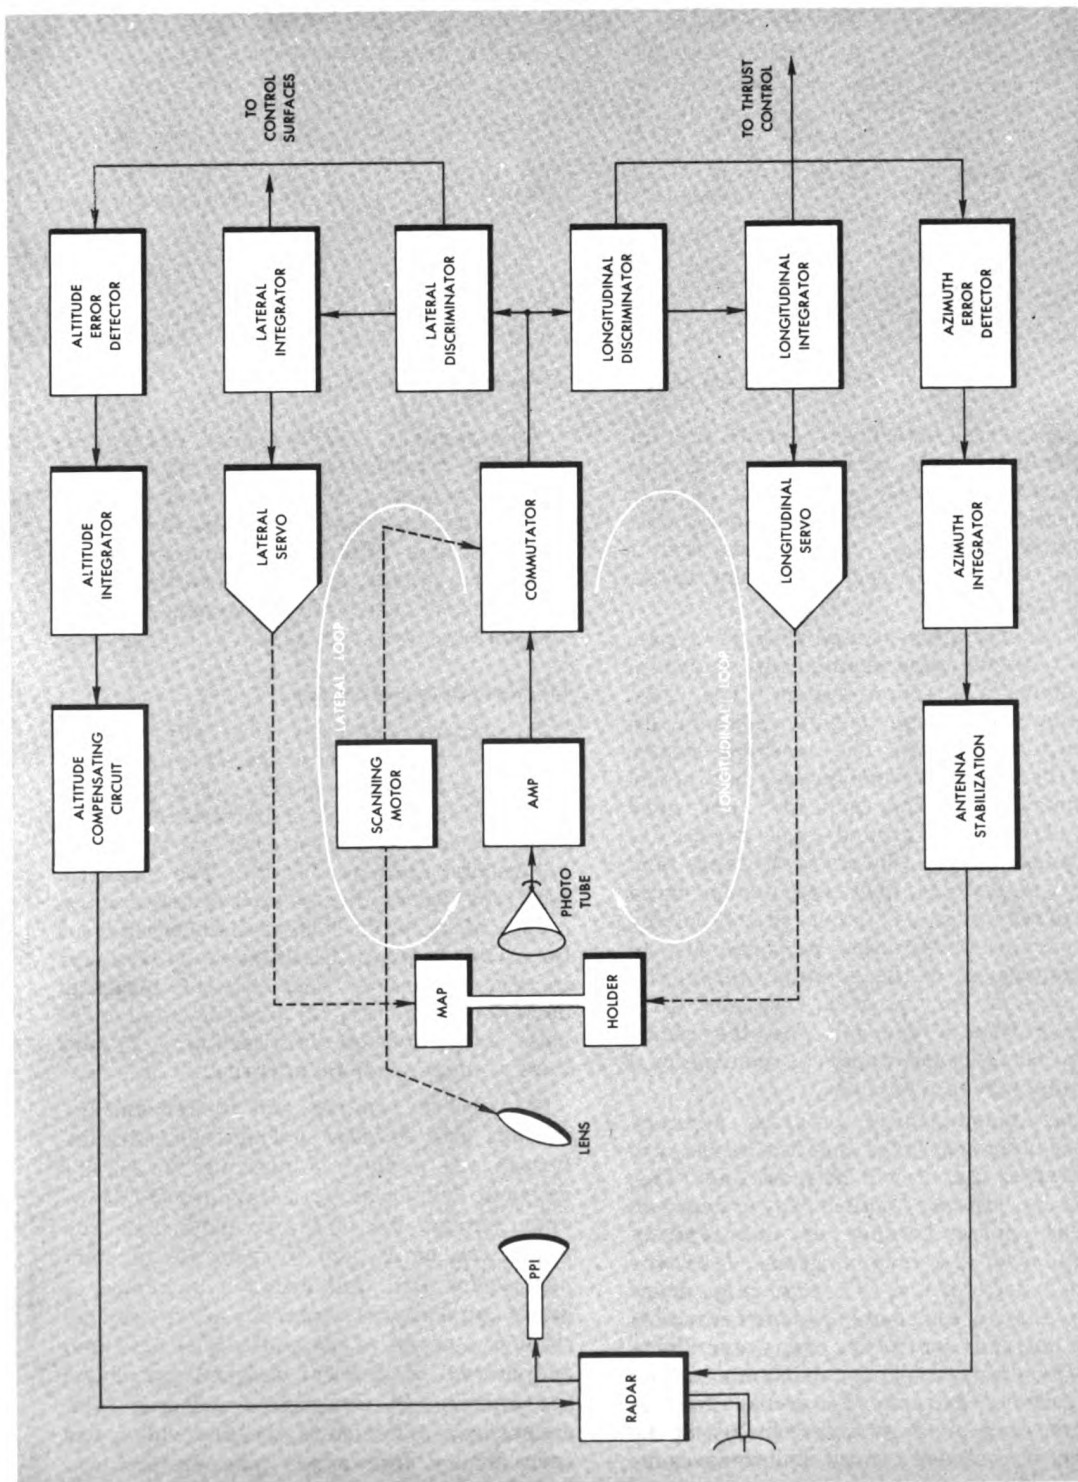 ALTITUDE
COMPENSATING
CIRCUIT
ALTITUDE
INTEGRATOR
ALTITUDE
ERROR
DETECTOR
TO
CONTROL
SURFACES
LATERAL
SERVO
LATERAL
INTEGRATOR
LATERAL LOOP
SCANNING
MOTOR
LATERAL
DISCRIMINATOR
MAP
RADAR
PPI
LENS
PHOTO
TUBE
AMP
COMMUTATOR
HOLDER
LONGITUDINAL
DISCRIMINATOR
LONGITUDINAL LOOP
TO THRUST
CONTROL
LONGITUDINAL
SERVO
LONGITUDINAL
INTEGRATOR
ANTENNA
STABILIZATION
AZIMUTH
INTEGRATOR
AZIMUTH
ERROR
DETECTOR